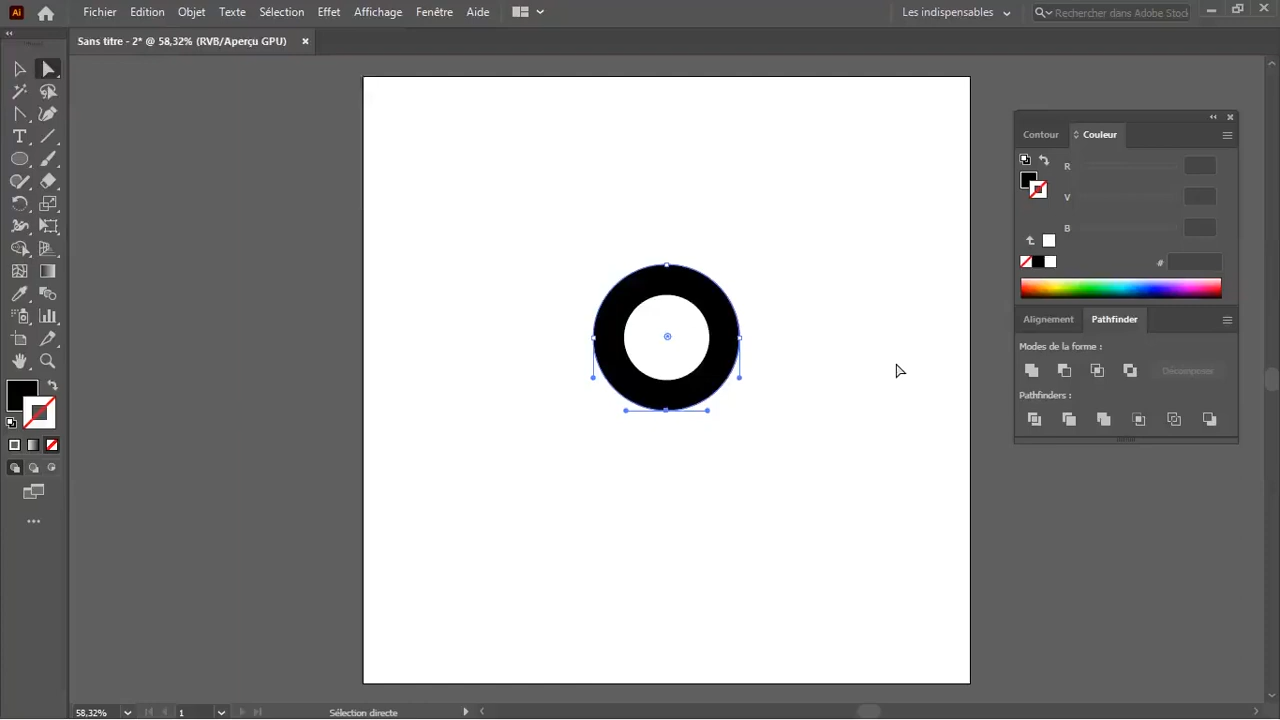 Ai Fichier Edition Objet Texte Sélection Effet Affichage Fenêtre Aide Les indispensables Rechercher dans Adobe Stock
Sans titre - 2* @ 58,32% (RVB/Aperçu GPU) ×
Contour Couleur
R
V
B
#
Alignement Pathfinder
Modes de la forme :
Décomposer
Pathfinders :
58,32% 1 Sélection directe